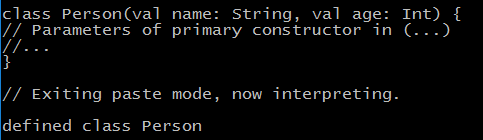 class Person(val name: String, val age: Int) {
// Parameters of primary constructor in (...)
//...
}
// Exiting paste mode, now interpreting.
defined class Person